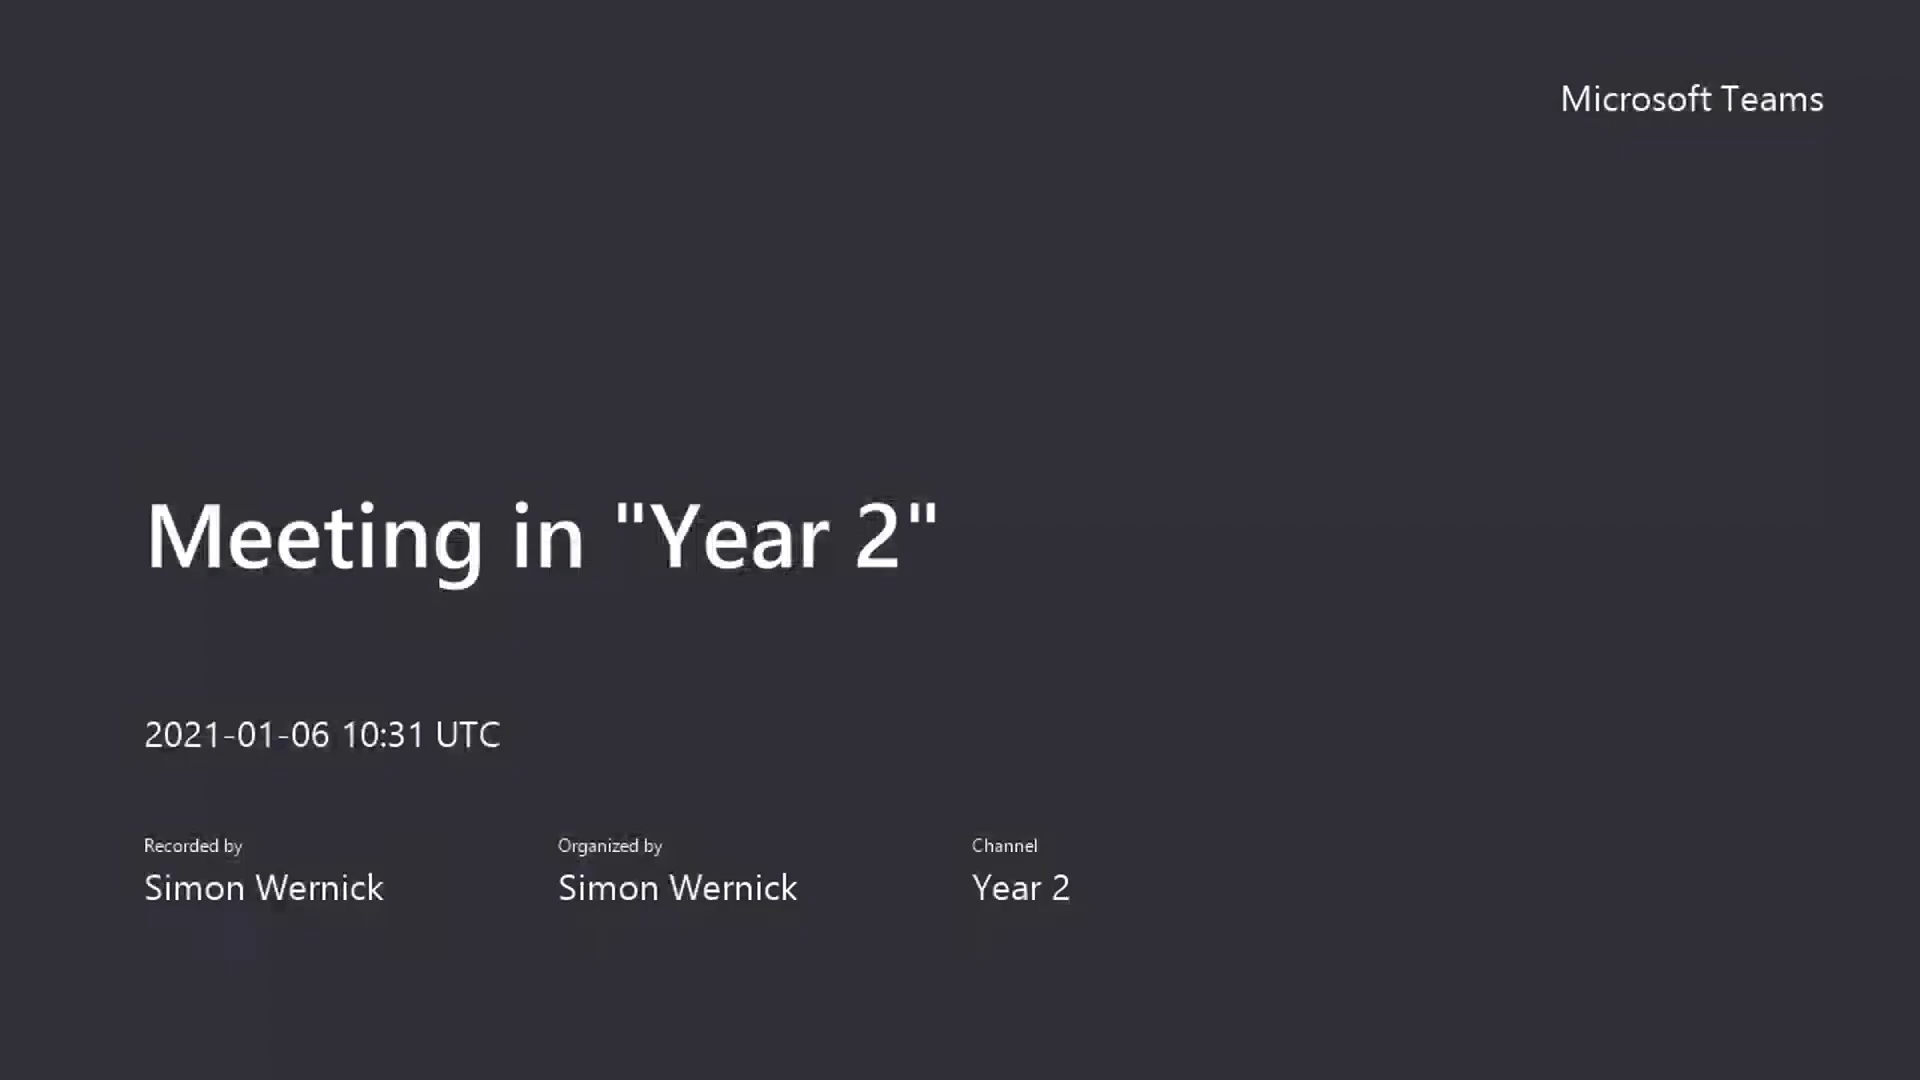 Microsoft Teams
Meeting in "Year 2"
2021-01-06 10:31 UTC
Recorded by
Simon Wernick
Organized by
Simon Wernick
Channel
Year 2